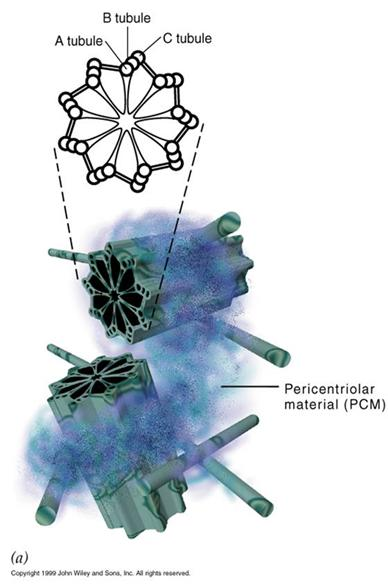 B tubule
A tubule
C tubule
Pericentriolar
material (PCM)
(a)
Copyright 1999 John Wiley and Sons, Inc. All rights reserved.